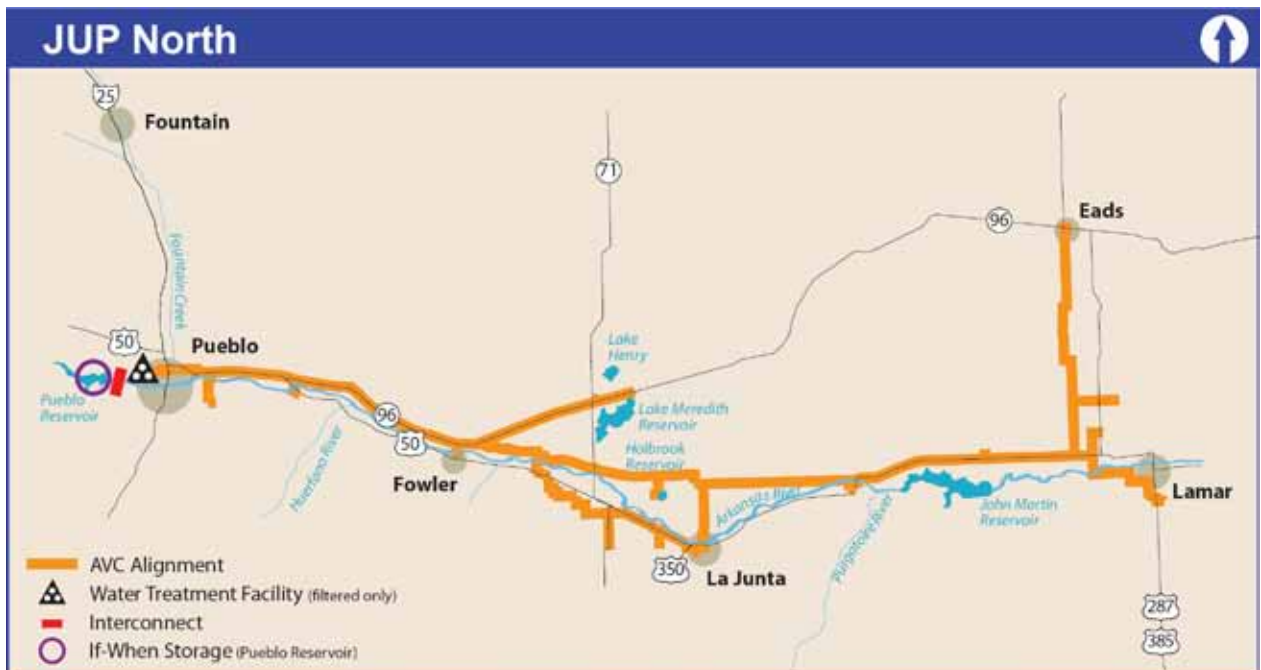 JUP North
25
Fountain
71
Eads
96
Fountain Creek
50
Pueblo
Lake
Henry
Pueblo
Reservoir
96
Lake Meredith
Reservoir
50
Holbrook
Reservoir
Huerfano River
Fowler
Arkansas River
Lamar
John Martin
Reservoir
Purgatoire River
350
La Junta
AVC Alignment
Water Treatment Facility (filtered only)
Interconnect
287
If-When Storage (Pueblo Reservoir)
385